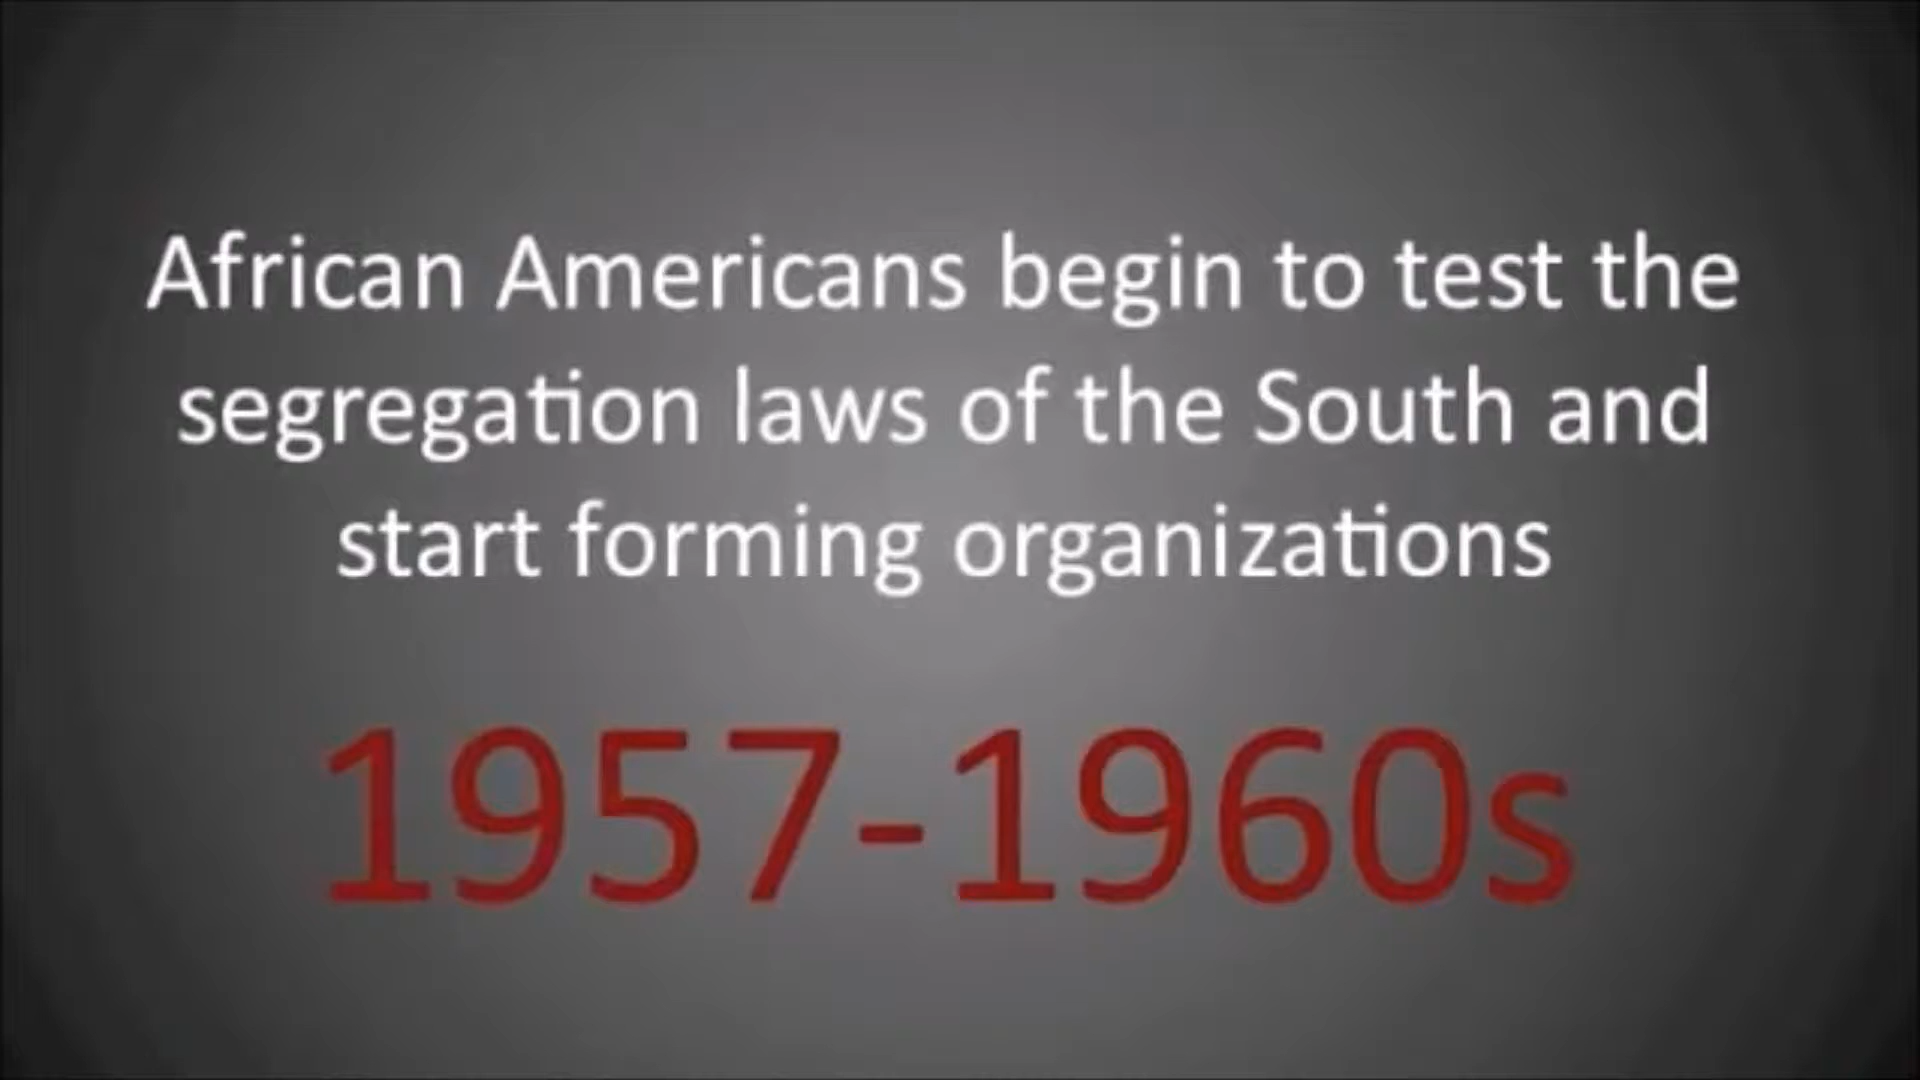 African Americans begin to test the
segregation laws of the South and
start forming organizations
1957-1960s